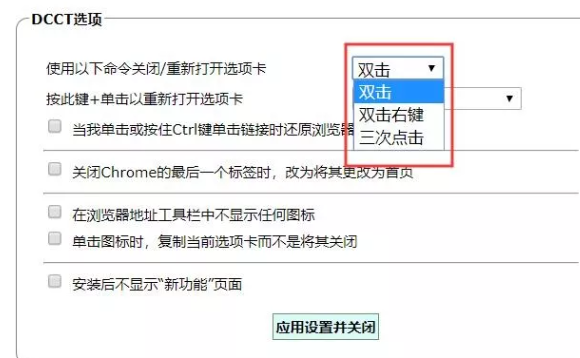 DCCT选项
使用以下命令关闭/重新打开选项卡 双击
双击
按此键+单击以重新打开选项卡
双击右键
当我单击或按住Ctrl键单击链接时还原浏览器
三次点击
关闭Chrome的最后一个标签时，改为将其更改为首页
在浏览器地址工具栏中不显示任何图标
单击图标时，复制当前选项卡而不是将其关闭
安装后不显示“新功能”页面
应用设置并关闭